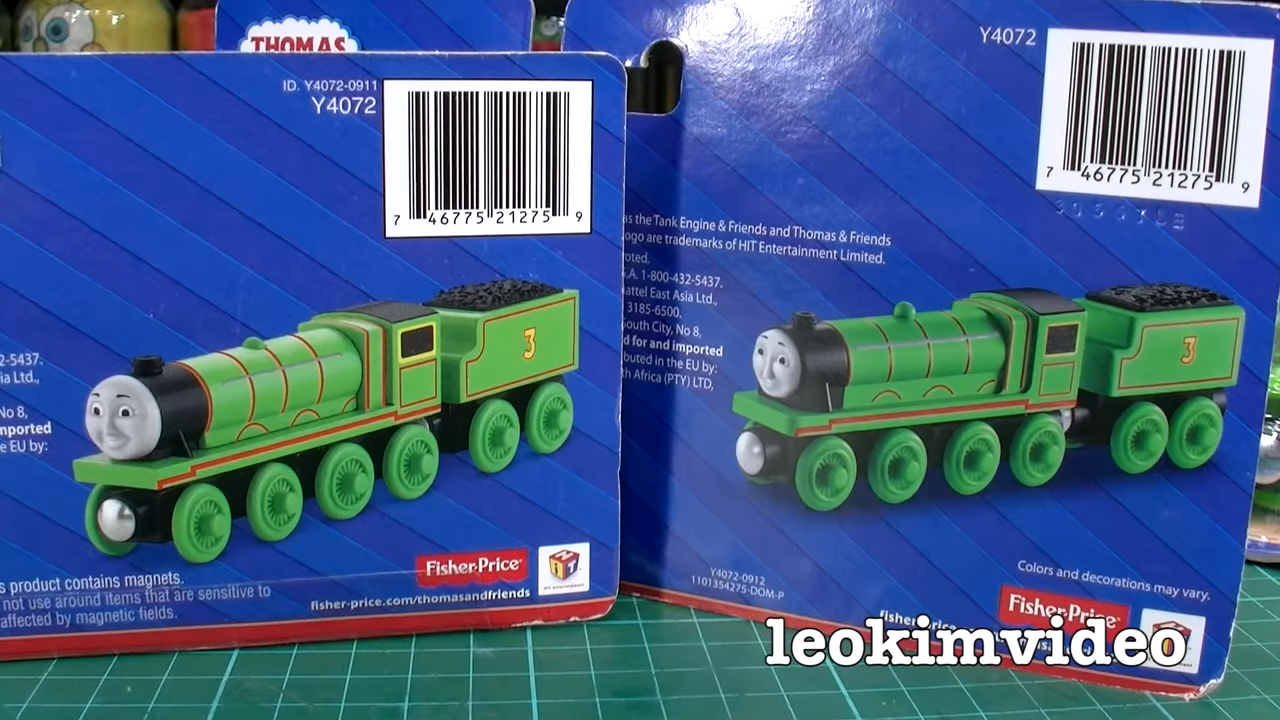 THOMAS
ID. Y4072-0911
Y4072
7 46775 21275 9
2-5437.
ia Ltd.,
No 8,
mported
e EU by:
3
s product contains magnets.
not use around items that are sensitive to
affected by magnetic fields.
Fisher-Price
HIT
fisher-price.com/thomasandfriends
Y4072
7 46775 21275 9
as the Tank Engine & Friends and Thomas & Friends
ogo are trademarks of HIT Entertainment Limited.
.A. 1-800-432-5437.
attel East Asia Ltd.,
3185-6500.
outh City, No 8,
d for and imported
buted in the EU by:
h Africa (PTY) LTD,
3
Y4072-0912
1101354275-DOM-P
Colors and decorations may vary.
Fisher-Price
leokimvideo